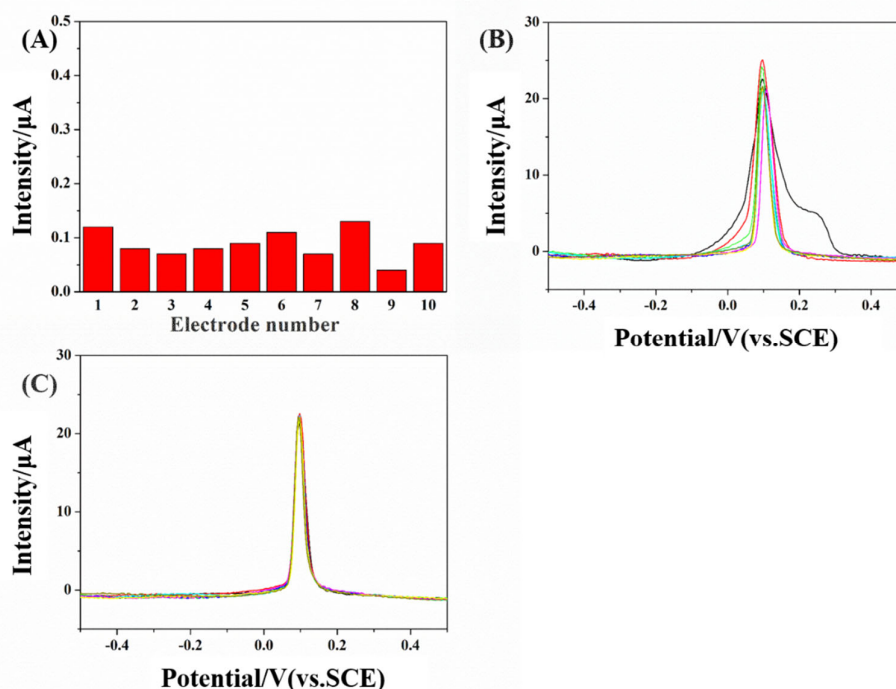 (A)
Intensity/μA
0.5
0.4
0.3
0.2
0.1
0.0
1 2 3 4 5 6 7 8 9 10
Electrode number
(B)
Intensity/μA
30
20
10
0
-0.4 -0.2 0.0 0.2 0.4
Potential/V(vs.SCE)
(C)
Intensity/μA
30
20
10
0
-0.4 -0.2 0.0 0.2 0.4
Potential/V(vs.SCE)